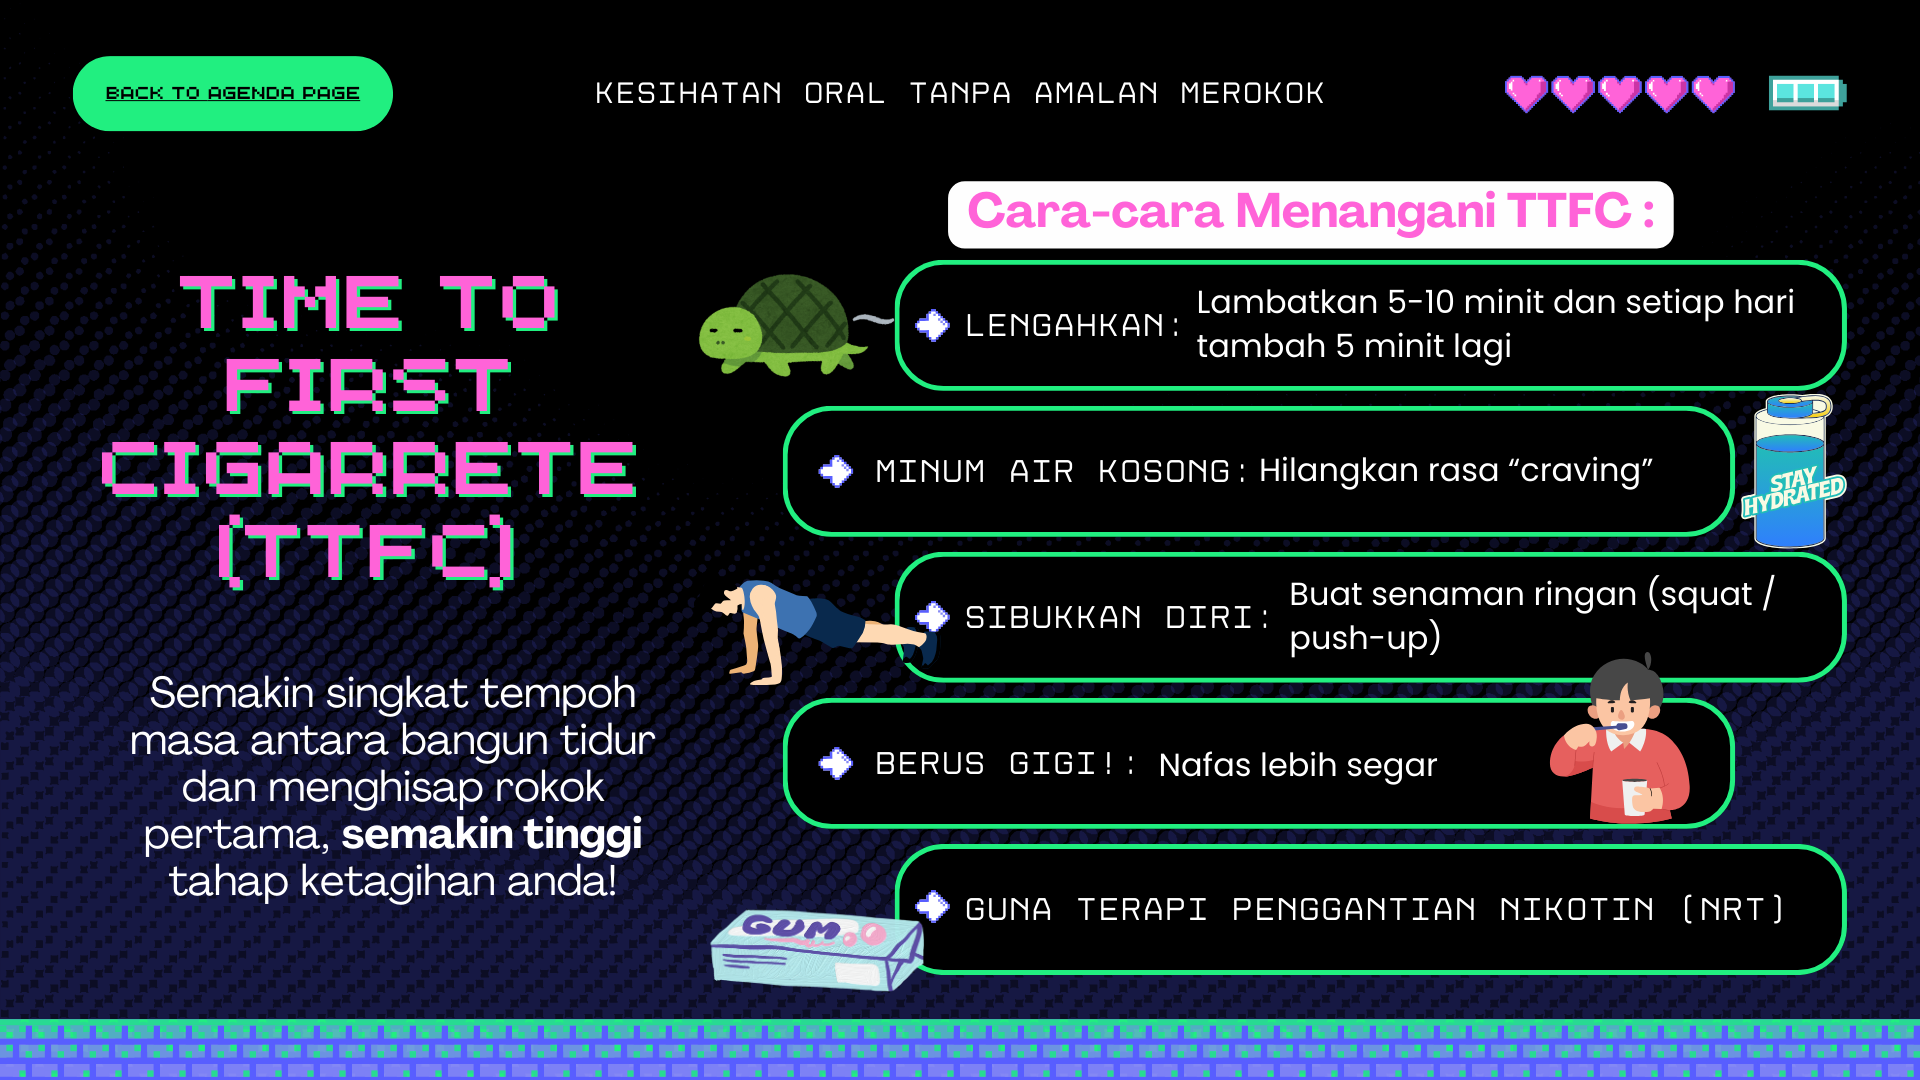 BACK TO AGENDA PAGE
KESIHATAN ORAL TANPA AMALAN MEROKOK
TIME TO
FIRST
CIGARRETE
(TTFC)
Semakin singkat tempoh
masa antara bangun tidur
dan menghisap rokok
pertama, semakin tinggi
tahap ketagihan anda!
Cara-cara Menangani TTFC :
LENGAHKAN: Lambatkan 5-10 minit dan setiap hari
tambah 5 minit lagi
MINUM AIR KOSONG: Hilangkan rasa “craving”
STAY
HYDRATED
SIBUKKAN DIRI: Buat senaman ringan (squat /
push-up)
BERUS GIGI!: Nafas lebih segar
GUNA TERAPI PENGGANTIAN NIKOTIN (NRT)
GUM